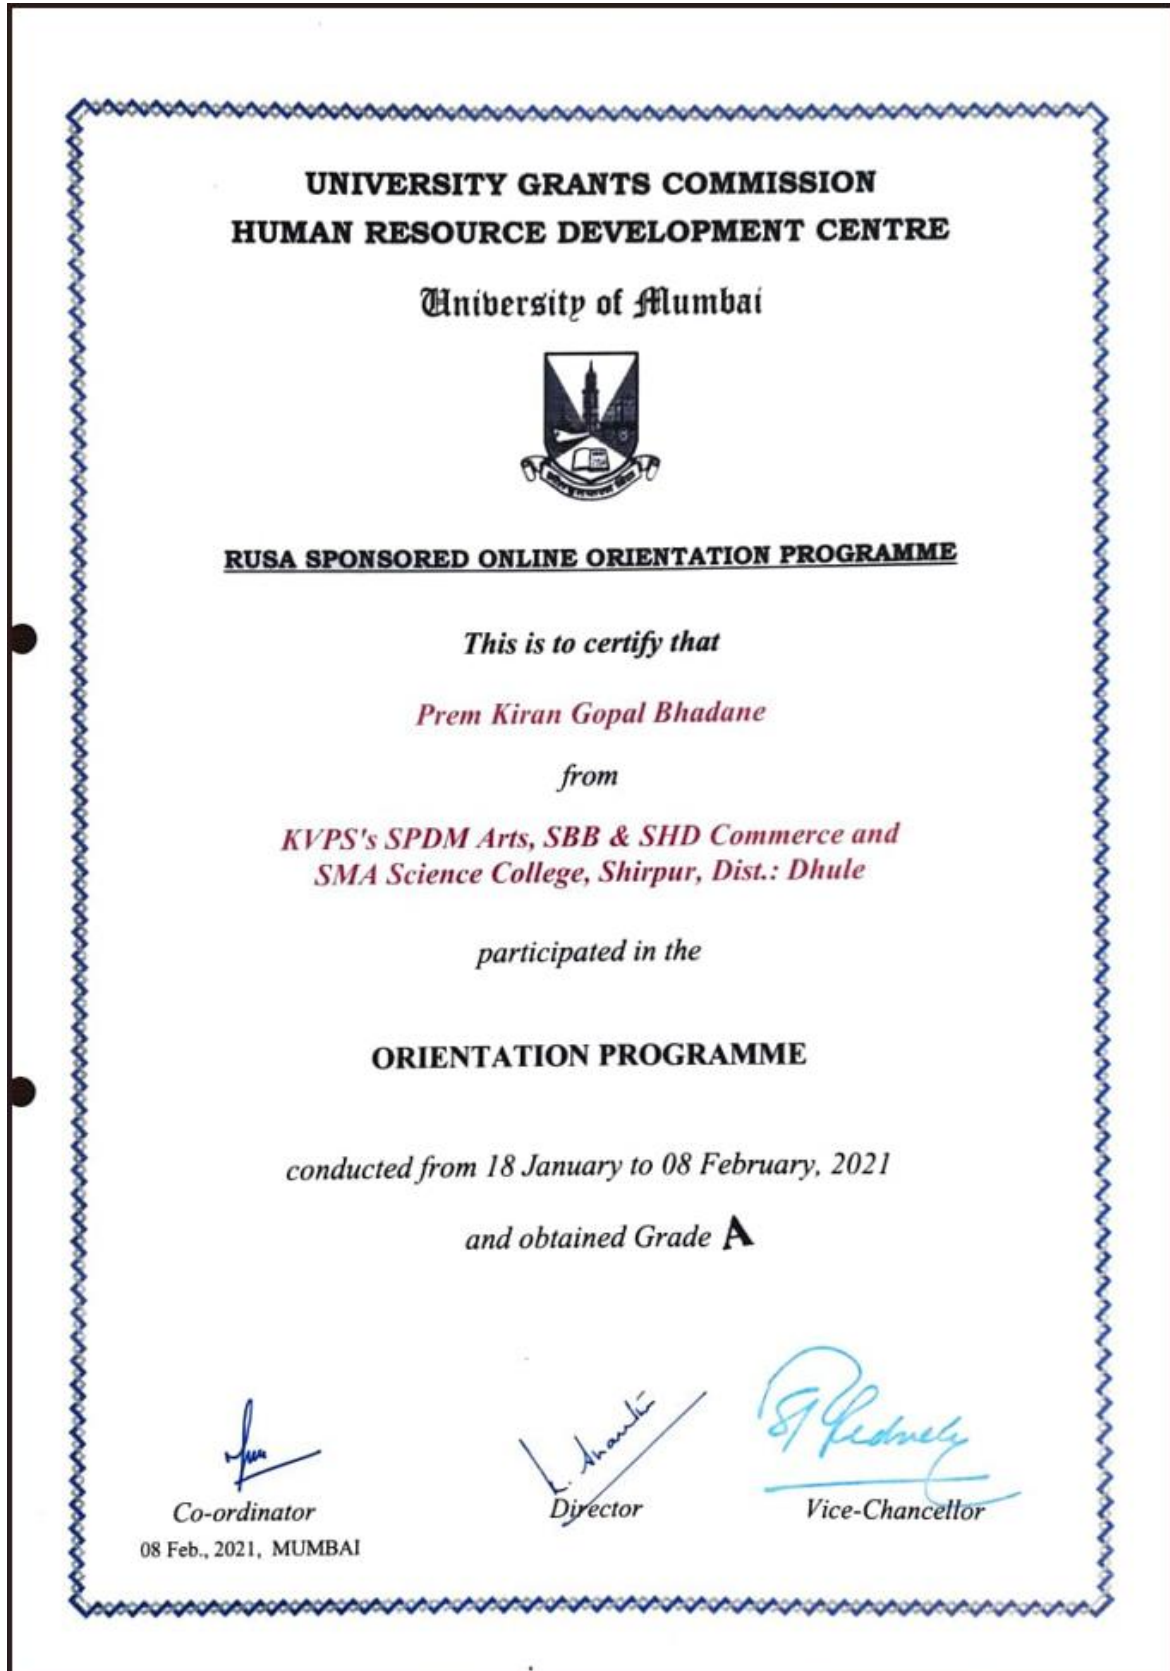 UNIVERSITY GRANTS COMMISSION
HUMAN RESOURCE DEVELOPMENT CENTRE
University of Mumbai
RUSA SPONSORED ONLINE ORIENTATION PROGRAMME
This is to certify that
Prem Kiran Gopal Bhadane
from
KVPS's SPDM Arts, SBB & SHD Commerce and
SMA Science College, Shirpur, Dist.: Dhule
participated in the
ORIENTATION PROGRAMME
conducted from 18 January to 08 February, 2021
and obtained Grade A
Co-ordinator
Director
Vice-Chancellor
08 Feb., 2021, MUMBAI